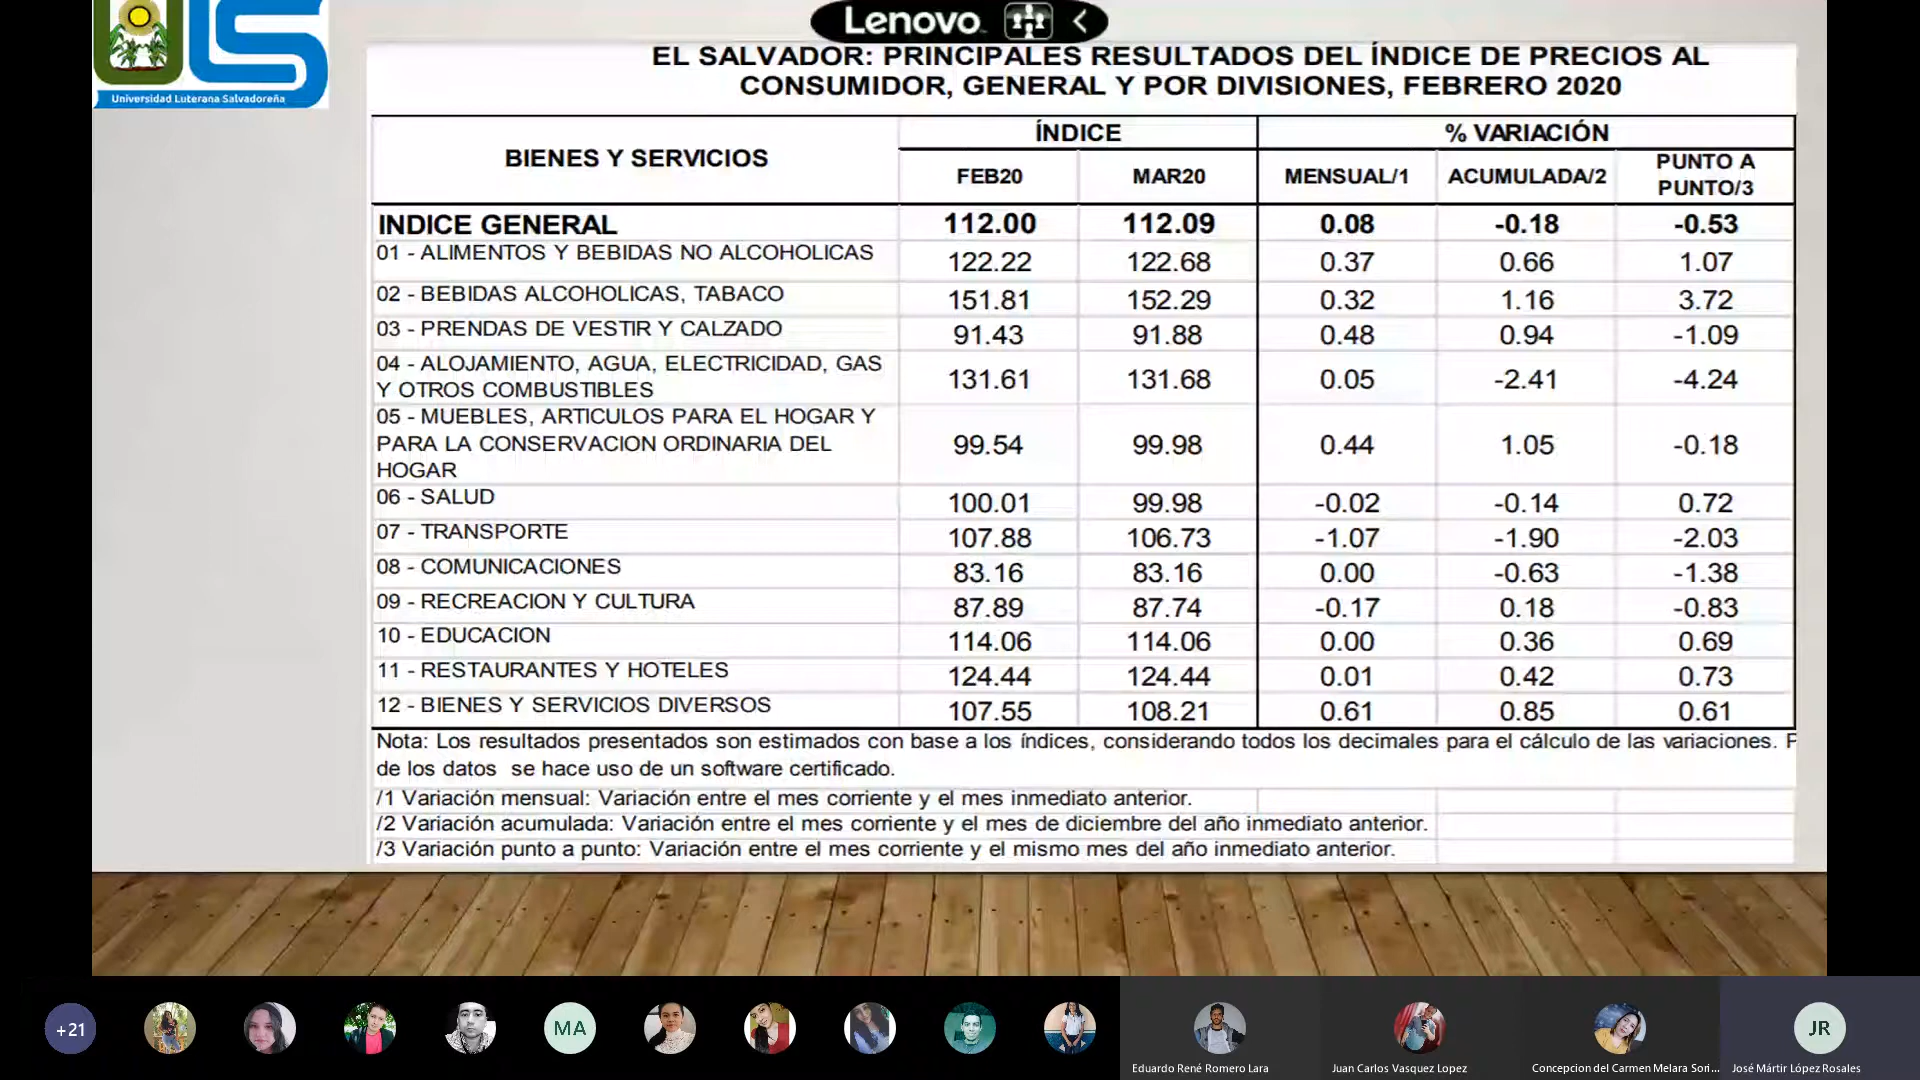 Lenovo
Universidad Luterana Salvadoreña
EL SALVADOR: PRINCIPALES RESULTADOS DEL ÍNDICE DE PRECIOS AL
CONSUMIDOR, GENERAL Y POR DIVISIONES, FEBRERO 2020
BIENES Y SERVICIOS
ÍNDICE
% VARIACIÓN
FEB20 MAR20 MENSUAL/1 ACUMULADA/2 PUNTO A
PUNTO/3
INDICE GENERAL 112.00 112.09 0.08 -0.18 -0.53
01 - ALIMENTOS Y BEBIDAS NO ALCOHOLICAS 122.22 122.68 0.37 0.66 1.07
02 - BEBIDAS ALCOHOLICAS, TABACO 151.81 152.29 0.32 1.16 3.72
03 - PRENDAS DE VESTIR Y CALZADO 91.43 91.88 0.48 0.94 -1.09
04 - ALOJAMIENTO, AGUA, ELECTRICIDAD, GAS
Y OTROS COMBUSTIBLES 131.61 131.68 0.05 -2.41 -4.24
05 - MUEBLES, ARTICULOS PARA EL HOGAR Y
PARA LA CONSERVACION ORDINARIA DEL
HOGAR 99.54 99.98 0.44 1.05 -0.18
06 - SALUD 100.01 99.98 -0.02 -0.14 0.72
07 - TRANSPORTE 107.88 106.73 -1.07 -1.90 -2.03
08 - COMUNICACIONES 83.16 83.16 0.00 -0.63 -1.38
09 - RECREACION Y CULTURA 87.89 87.74 -0.17 0.18 -0.83
10 - EDUCACION 114.06 114.06 0.00 0.36 0.69
11 - RESTAURANTES Y HOTELES 124.44 124.44 0.01 0.42 0.73
12 - BIENES Y SERVICIOS DIVERSOS 107.55 108.21 0.61 0.85 0.61
Nota: Los resultados presentados son estimados con base a los índices, considerando todos los decimales para el cálculo de las variaciones.
de los datos se hace uso de un software certificado.
/1 Variación mensual: Variación entre el mes corriente y el mes inmediato anterior.
/2 Variación acumulada: Variación entre el mes corriente y el mes de diciembre del año inmediato anterior.
/3 Variación punto a punto: Variación entre el mes corriente y el mismo mes del año inmediato anterior.
+21
MA
JR
Eduardo René Romero Lara
Juan Carlos Vasquez Lopez
Concepcion del Carmen Melara Sori...
José Mártir López Rosales